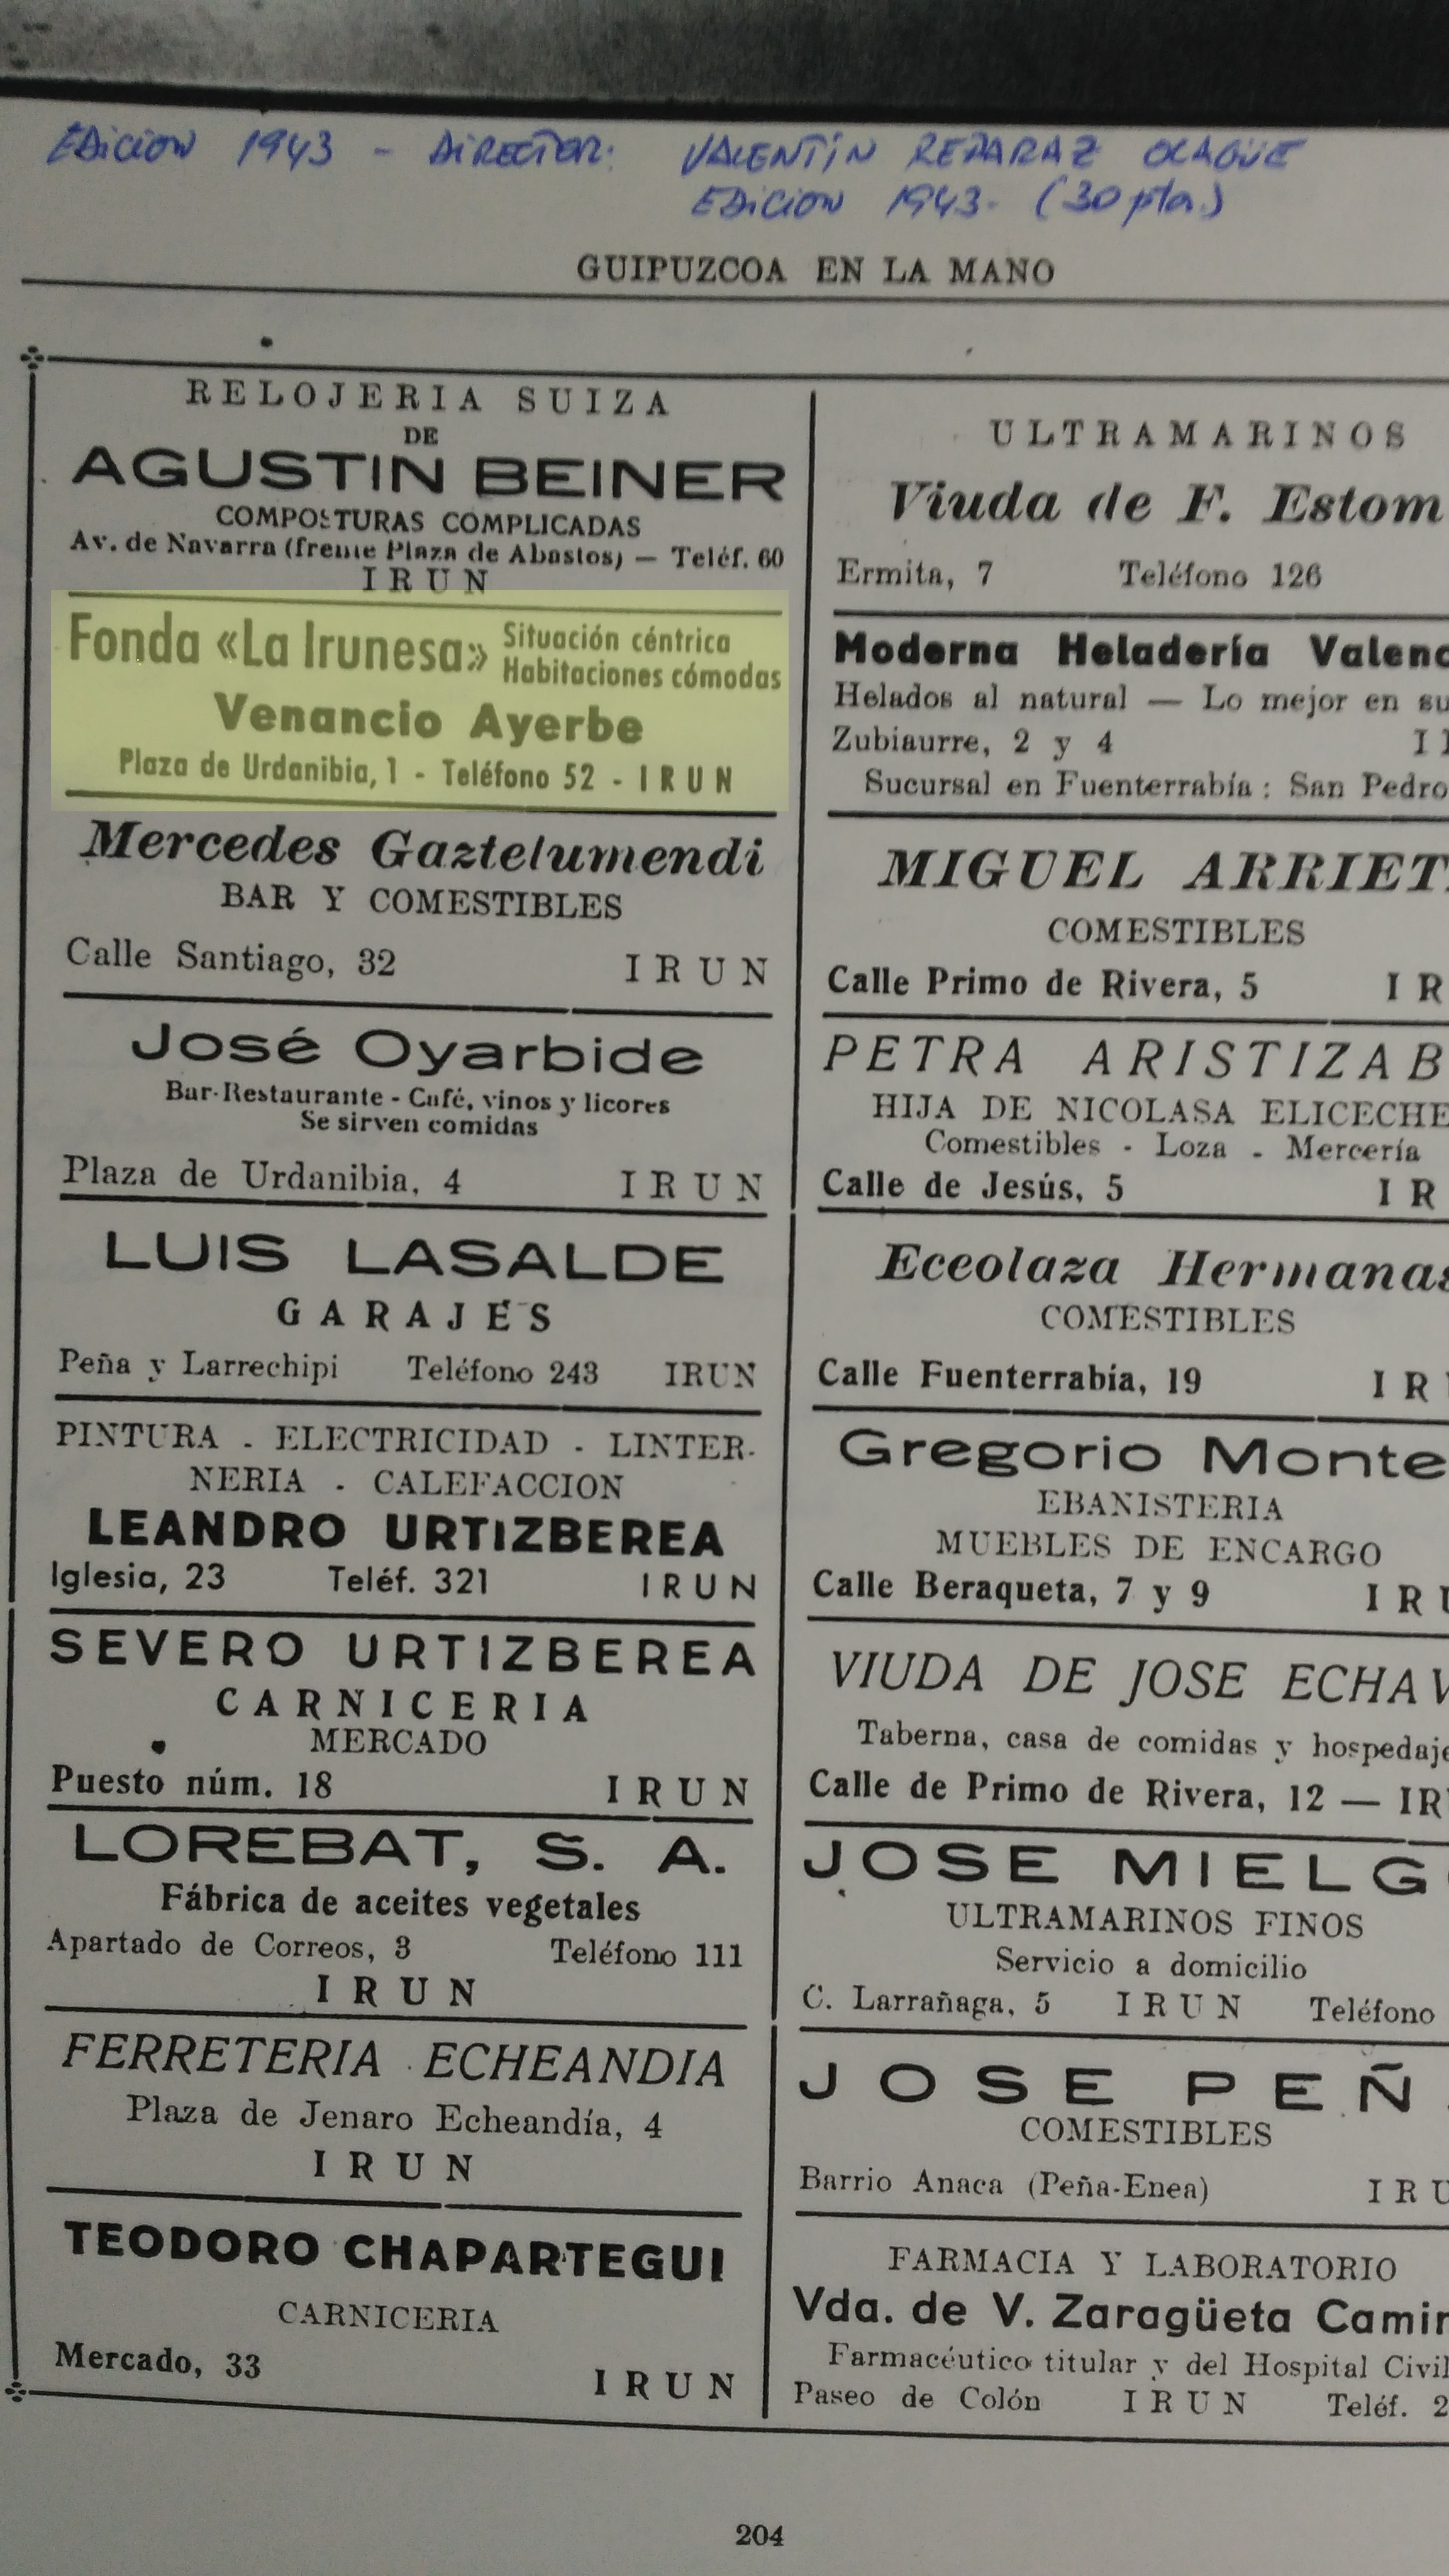 EDICION 1943 - DIRECTOR: VALENTÍN REPARAZ OLAGÜE
EDICION 1943- (30 pta.)
GUIPUZCOA EN LA MANO
RELOJERIA SUIZA
DE
AGUSTIN BEINER
COMPOSTURAS COMPLICADAS
Av. de Navarra (frente Plaza de Abastos) — Teléf. 60
IRUN
Fonda «La Irunesa» Situación céntrica
Habitaciones cómodas
Venancio Ayerbe
Plaza de Urdanibia, 1 - Teléfono 52 - IRUN
Mercedes Gaztelumendi
BAR Y COMESTIBLES
Calle Santiago, 32 IRUN
José Oyarbide
Bar-Restaurante - Café, vinos y licores
Se sirven comidas
Plaza de Urdanibia, 4 IRUN
LUIS LASALDE
GARAJES
Peña y Larrechipi Teléfono 243 IRUN
PINTURA - ELECTRICIDAD - LINTER-
NERIA - CALEFACCION
LEANDRO URTIZBEREA
Iglesia, 23 Teléf. 321 IRUN
SEVERO URTIZBEREA
CARNICERIA
MERCADO
Puesto núm. 18 IRUN
LOREBAT, S. A.
Fábrica de aceites vegetales
Apartado de Correos, 3 Teléfono 111
IRUN
FERRETERIA ECHEANDIA
Plaza de Jenaro Echeandía, 4
IRUN
TEODORO CHAPARTEGUI
CARNICERIA
Mercado, 33 IRUN
ULTRAMARINOS
Viuda de F. Estom
Ermita, 7 Teléfono 126
Moderna Heladería Valenc
Helados al natural — Lo mejor en su
Zubiaurre, 2 y 4 I
Sucursal en Fuenterrabía: San Pedro
MIGUEL ARRIET
COMESTIBLES
Calle Primo de Rivera, 5 IR
PETRA ARISTIZAB
HIJA DE NICOLASA ELICECHE
Comestibles - Loza - Mercería
Calle de Jesús, 5 IR
Eceolaza Hermanas
COMESTIBLES
Calle Fuenterrabía, 19 IR
Gregorio Monte
EBANISTERIA
MUEBLES DE ENCARGO
Calle Beraqueta, 7 y 9 IRU
VIUDA DE JOSE ECHAV
Taberna, casa de comidas y hospedaje
Calle de Primo de Rivera, 12 — IR
JOSE MIELG
ULTRAMARINOS FINOS
Servicio a domicilio
C. Larrañaga, 5 IRUN Teléfono
JOSE PEÑ
COMESTIBLES
Barrio Anaca (Peña-Enea) IRU
FARMACIA Y LABORATORIO
Vda. de V. Zaragüeta Camin
Farmacéutico titular y del Hospital Civil
Paseo de Colón IRUN Teléf. 2
204